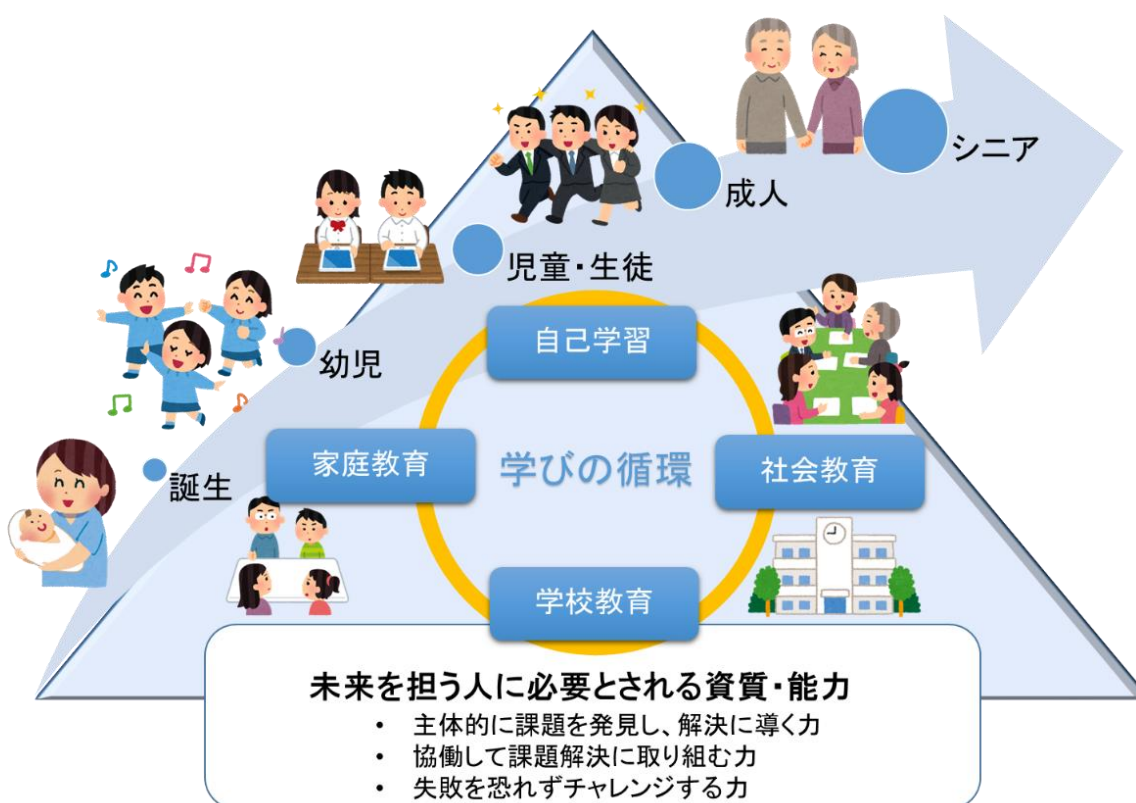 シニア
成人
児童・生徒
幼児
誕生
自己学習
家庭教育
学びの循環
社会教育
学校教育
未来を担う人に必要とされる資質・能力
• 主体的に課題を発見し、解決に導く力
• 協働して課題解決に取り組む力
• 失敗を恐れずチャレンジする力